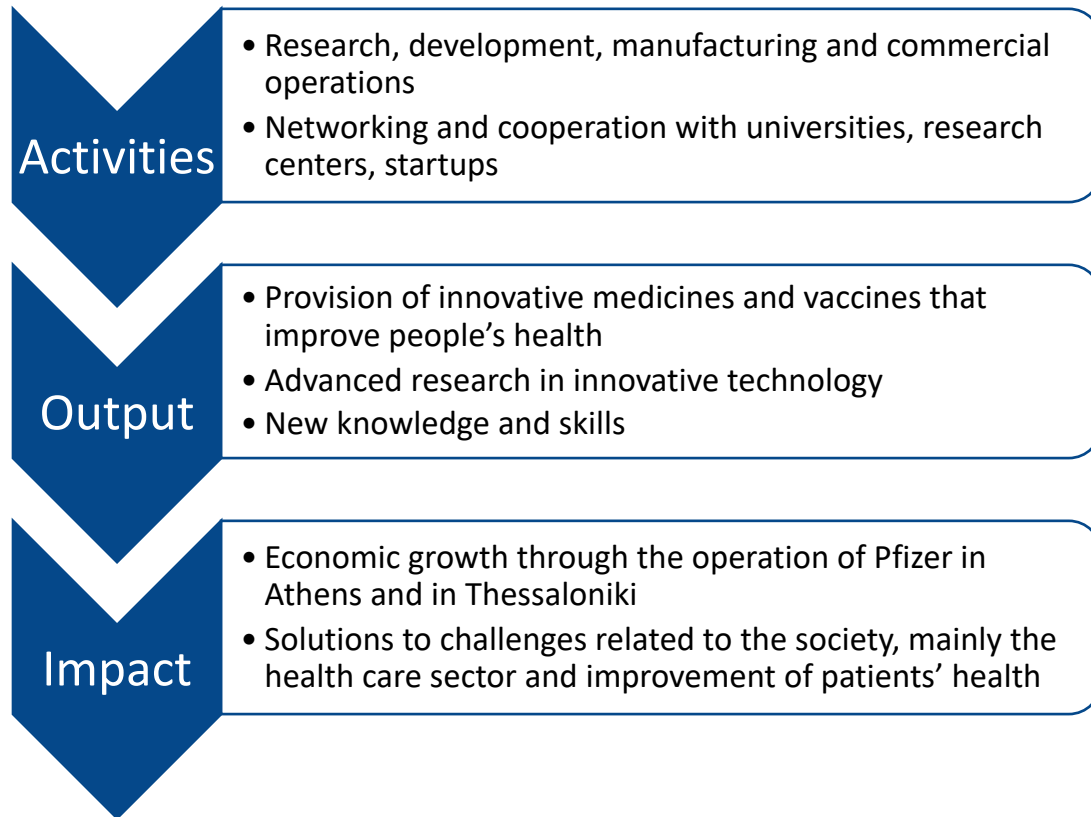 Activities
• Research, development, manufacturing and commercial
operations
• Networking and cooperation with universities, research
centers, startups
Output
• Provision of innovative medicines and vaccines that
improve people’s health
• Advanced research in innovative technology
• New knowledge and skills
Impact
• Economic growth through the operation of Pfizer in
Athens and in Thessaloniki
• Solutions to challenges related to the society, mainly the
health care sector and improvement of patients’ health